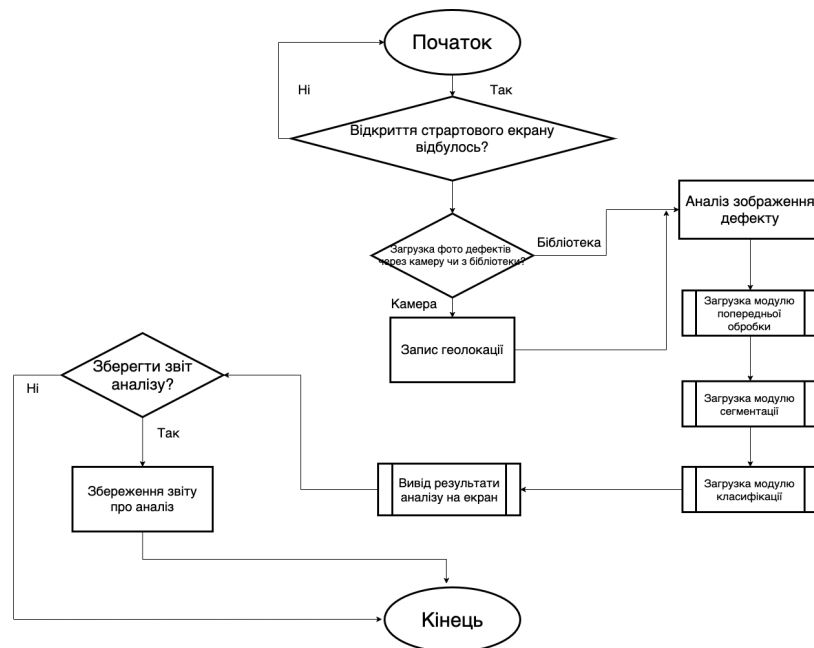 Початок
Ні
Так
Відкриття страртового екрану
відбулось?
Аналіз зображення
дефекту
Бібліотека
Загрузка фото дефектів
через камеру чи з бібліотеки?
Камера
Запис геолокації
Загрузка модулю
попередньої
обробки
Загрузка модулю
сегментації
Загрузка модулю
класифікації
Вивід результати
аналізу на екран
Зберегти звіт
аналізу?
Ні
Так
Збереження звіту
про аналіз
Кінець